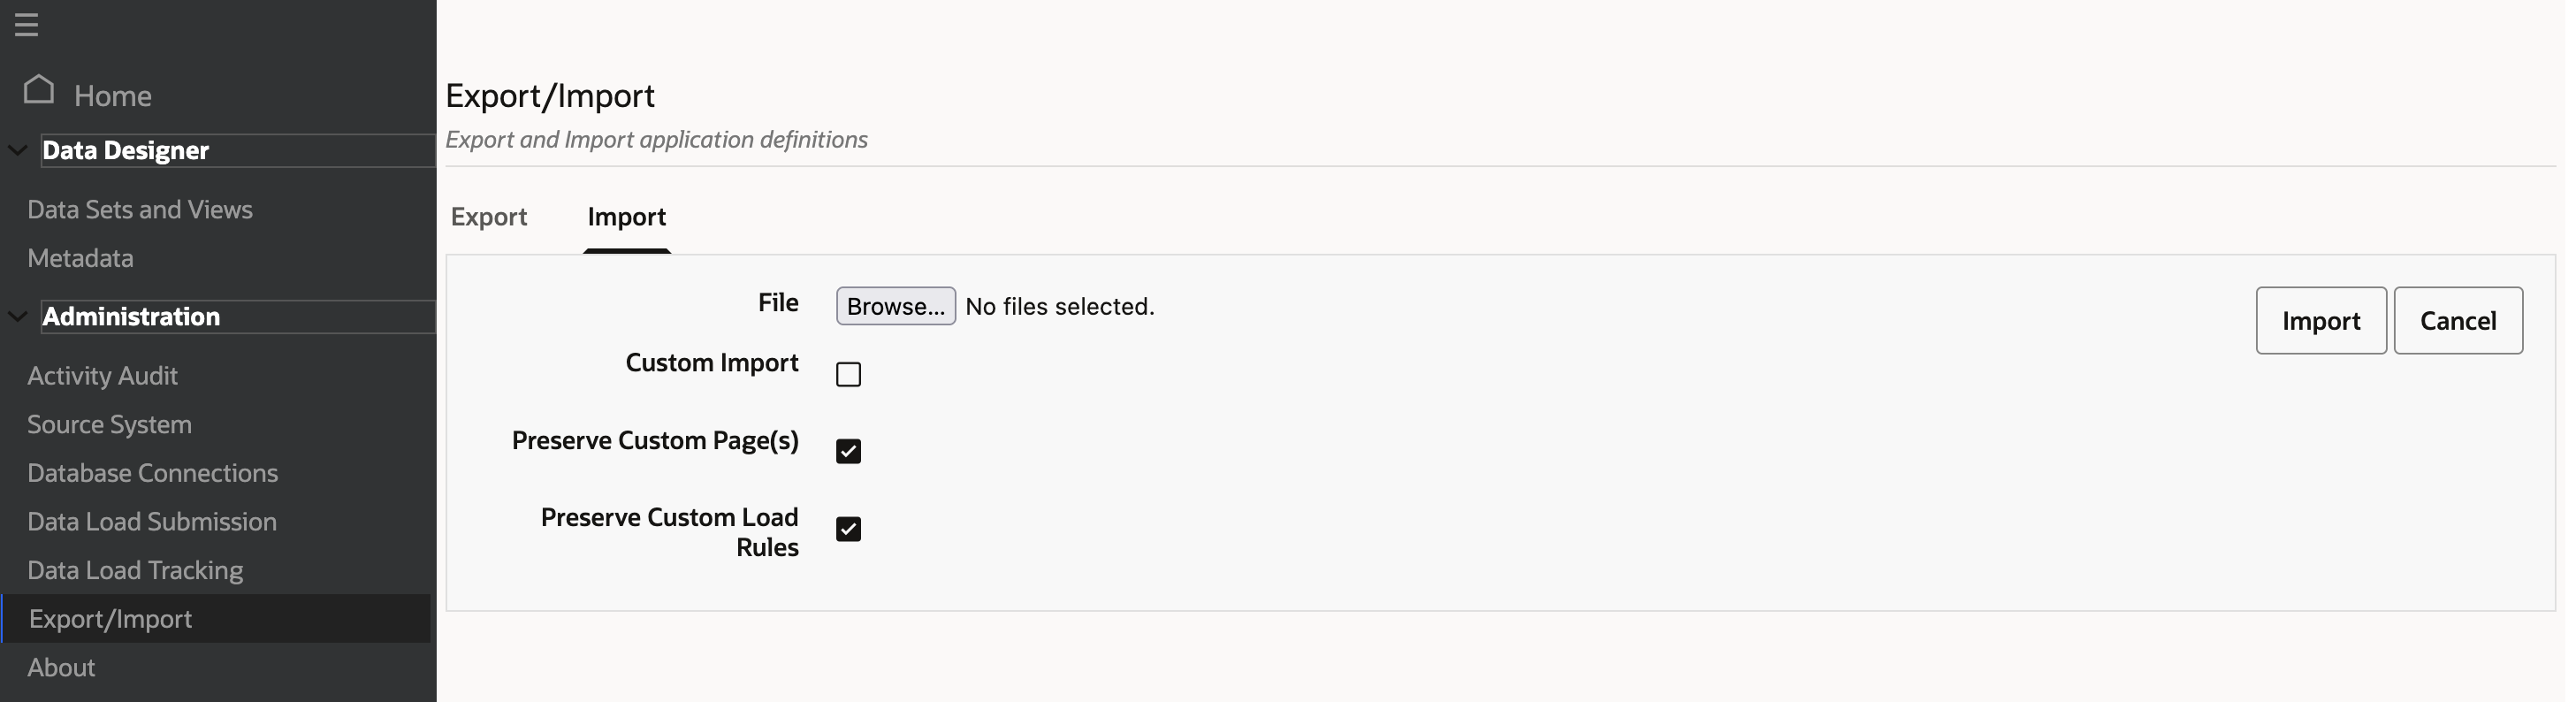 Home
Data Designer
Data Sets and Views
Metadata
Administration
Activity Audit
Source System
Database Connections
Data Load Submission
Data Load Tracking
Export/Import
About
Export/Import
Export and Import application definitions
Export
Import
File
Browse... No files selected.
Import
Cancel
Custom Import
Preserve Custom Page(s)
Preserve Custom Load
Rules